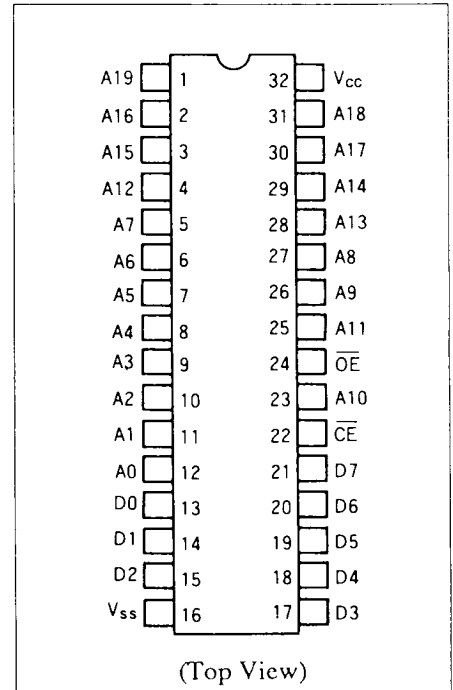 A19 1 32 Vcc
A16 2 31 A18
A15 3 30 A17
A12 4 29 A14
A7 5 28 A13
A6 6 27 A8
A5 7 26 A9
A4 8 25 A11
A3 9 24 O̅E̅
A2 10 23 A10
A1 11 22 C̅E̅
A0 12 21 D7
D0 13 20 D6
D1 14 19 D5
D2 15 18 D4
Vss 16 17 D3
(Top View)